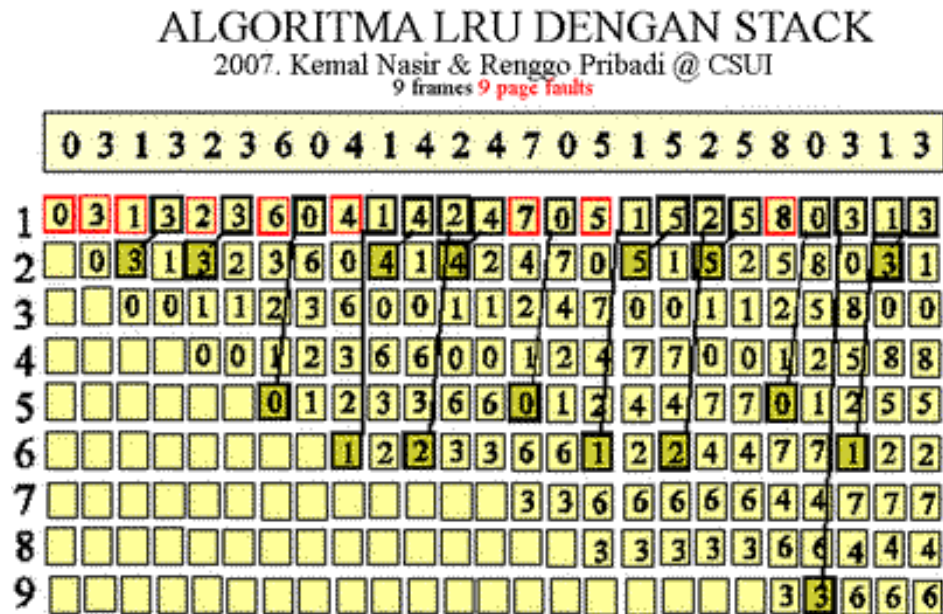 ALGORITMA LRU DENGAN STACK
2007. Kemal Nasir & Renggo Pribadi @ CSUI
9 frames 9 page faults
0 3 1 3 2 3 6 0 4 1 4 2 4 7 0 5 1 5 2 5 8 0 3 1 3
1 0 3 1 3 2 3 6 0 4 1 4 2 4 7 0 5 1 5 2 5 8 0 3 1 3
2 0 3 1 3 2 3 6 0 4 1 4 2 4 7 0 5 1 5 2 5 8 0 3 1
3 0 0 1 1 2 3 6 0 0 1 1 2 4 7 0 0 1 1 2 5 8 0 0
4 0 0 1 2 3 6 6 0 0 1 2 4 7 7 0 0 1 2 5 8 8
5 0 1 2 3 3 6 6 0 1 2 4 4 7 7 0 1 2 5 5
6 1 2 2 3 3 6 6 1 2 2 4 4 7 7 1 2 2
7 3 3 6 6 6 6 6 4 4 7 7 7
8 3 3 3 3 3 6 6 4 4 4
9 3 3 6 6 6